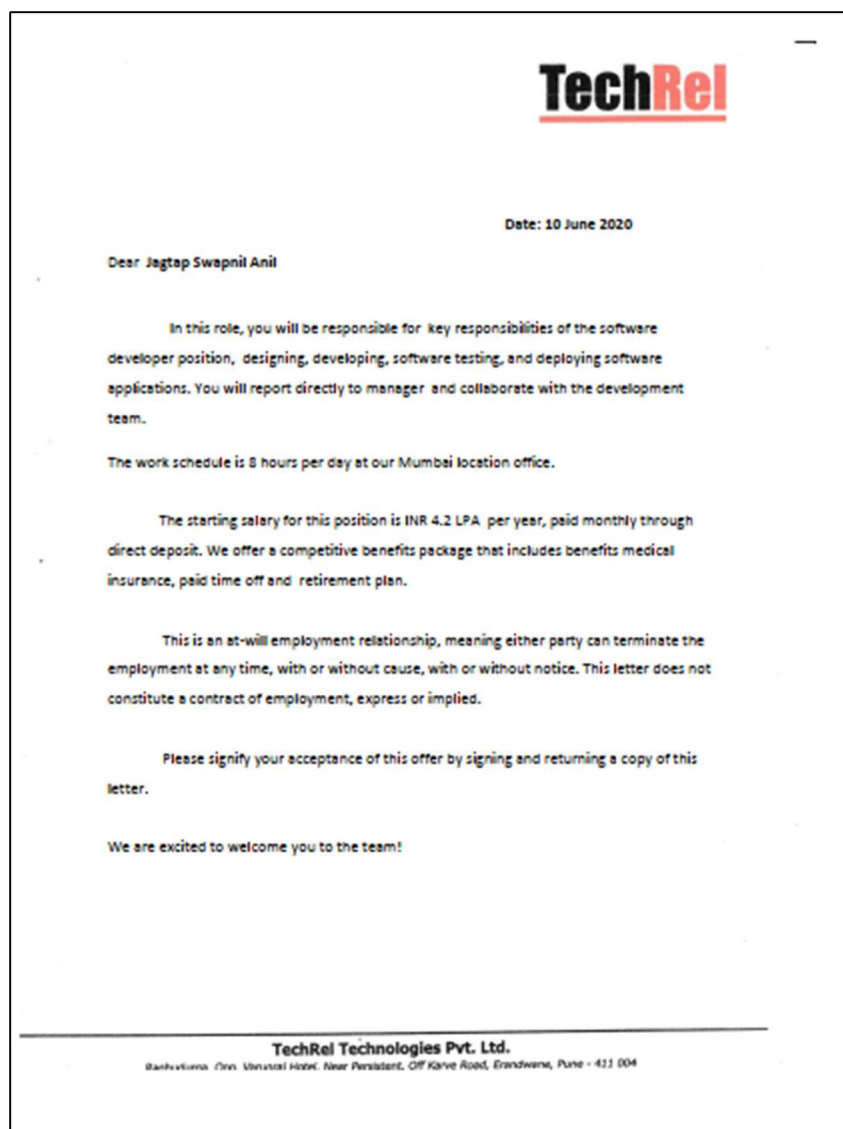 TechRel
Date: 10 June 2020
Dear Jagtap Swapnil Anil
In this role, you will be responsible for key responsibilities of the software
developer position, designing, developing, software testing, and deploying software
applications. You will report directly to manager and collaborate with the development
team.
The work schedule is 8 hours per day at our Mumbai location office.
The starting salary for this position is INR 4.2 LPA per year, paid monthly through
direct deposit. We offer a competitive benefits package that includes benefits medical
insurance, paid time off and retirement plan.
This is an at-will employment relationship, meaning either party can terminate the
employment at any time, with or without cause, with or without notice. This letter does not
constitute a contract of employment, express or implied.
Please signify your acceptance of this offer by signing and returning a copy of this
letter.
We are excited to welcome you to the team!
TechRel Technologies Pvt. Ltd.
Opp. Hotel, Near Persistent, Off Karve Road, Erandwane, Pune - 411 004